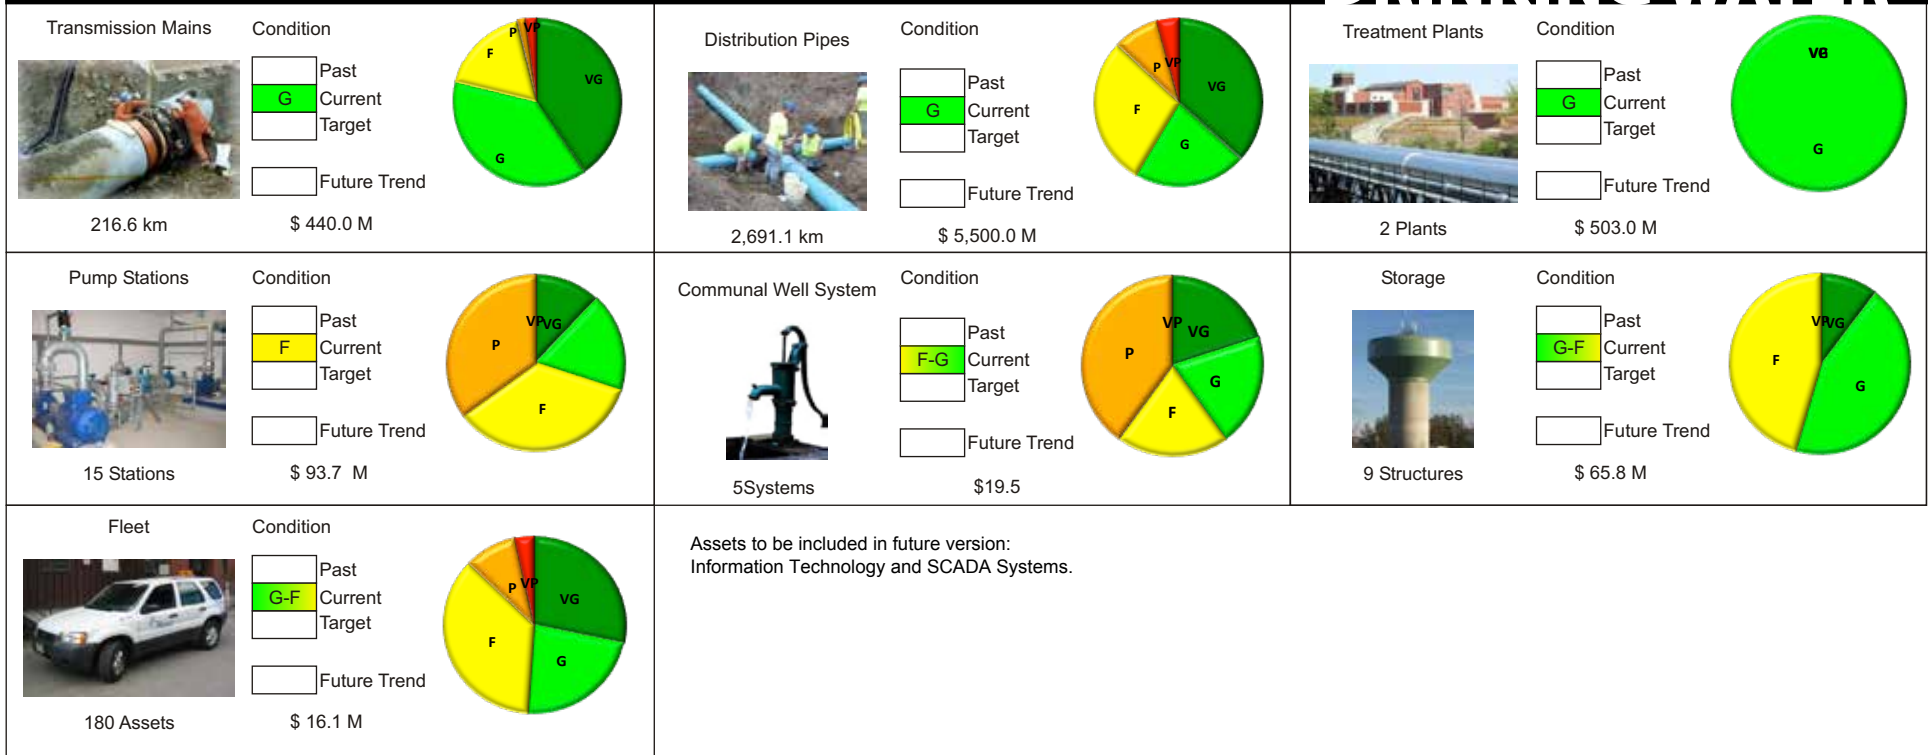 Transmission Mains
Condition
Past
G Current
Target
Future Trend
216.6 km
$ 440.0 M
VG
G
F
P
VP
Distribution Pipes
Condition
Past
G Current
Target
Future Trend
2,691.1 km
$ 5,500.0 M
VG
G
F
P
VP
Treatment Plants
Condition
Past
G Current
Target
Future Trend
2 Plants
$ 503.0 M
G
Pump Stations
Condition
Past
F Current
Target
Future Trend
15 Stations
$ 93.7 M
VP
VG
P
F
Communal Well System
Condition
Past
F-G Current
Target
Future Trend
5Systems
$19.5
VP
VG
G
F
P
Storage
Condition
Past
G-F Current
Target
Future Trend
9 Structures
$ 65.8 M
VP
VG
F
G
Fleet
Condition
Past
G-F Current
Target
Future Trend
180 Assets
$ 16.1 M
VG
G
F
P
VP
Assets to be included in future version:
Information Technology and SCADA Systems.